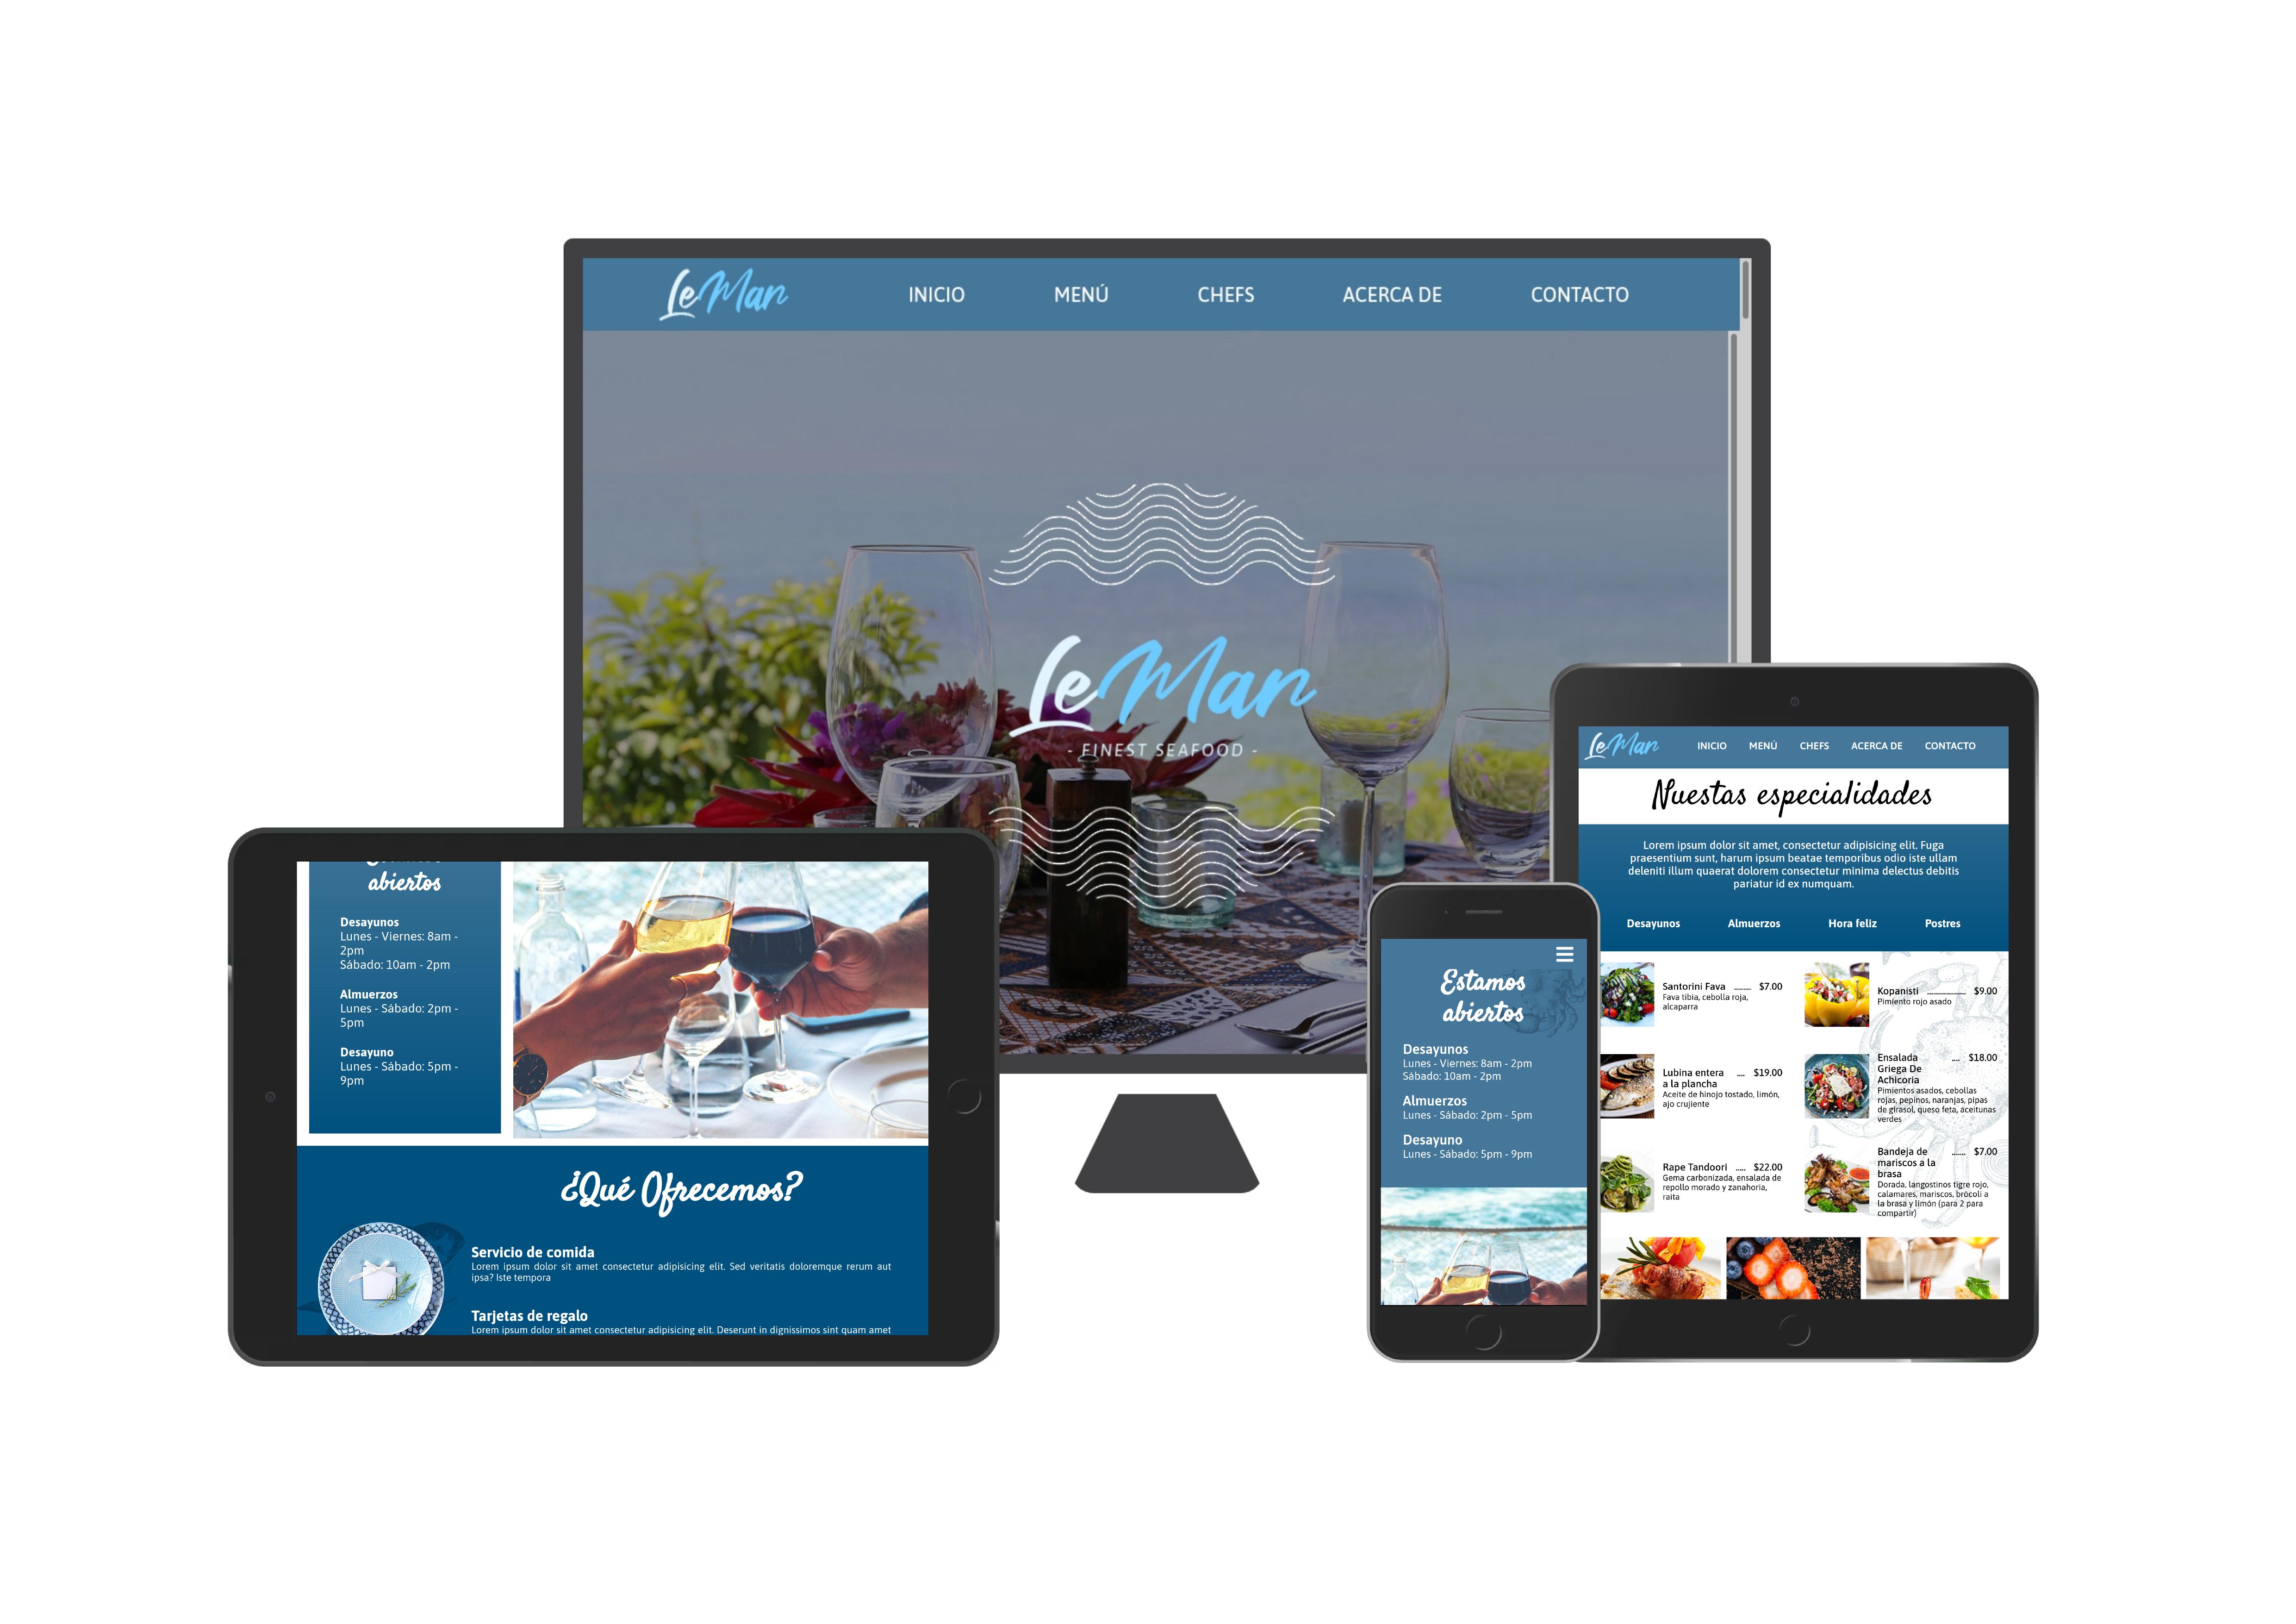 LeMar
INICIO MENÚ CHEFS ACERCA DE CONTACTO
LeMar
- FINEST SEAFOOD -
abiertos
Desayunos
Lunes - Viernes: 8am -
2pm
Sábado: 10am - 2pm
Almuerzos
Lunes - Sábado: 2pm -
5pm
Desayuno
Lunes - Sábado: 5pm -
9pm
¿Qué Ofrecemos?
Servicio de comida
Lorem ipsum dolor sit amet consectetur adipisicing elit. Sed veritatis doloremque rerum aut
ipsa? Iste tempora
Tarjetas de regalo
Lorem ipsum dolor sit amet consectetur adipisicing elit. Deserunt in dignissimos sint quam amet
Estamos
abiertos
Desayunos
Lunes - Viernes: 8am - 2pm
Sábado: 10am - 2pm
Almuerzos
Lunes - Sábado: 2pm - 5pm
Desayuno
Lunes - Sábado: 5pm - 9pm
LeMar INICIO MENÚ CHEFS ACERCA DE CONTACTO
Nuestas especialidades
Lorem ipsum dolor sit amet, consectetur adipisicing elit. Fuga
praesentium sunt, harum ipsum beatae temporibus odio iste ullam
deleniti illum quaerat dolorem consectetur minima delectus debitis
pariatur id ex numquam.
Desayunos Almuerzos Hora feliz Postres
Santorini Fava ........ $7.00
Fava tibia, cebolla roja,
alcaparra
Kopanisti .................. $9.00
Pimiento rojo asado
Lubina entera .... $19.00
a la plancha
Aceite de hinojo tostado, limón,
ajo crujiente
Ensalada .... $18.00
Griega De
Achicoria
Pimientos asados, cebollas
rojas, pepinos, naranjas, pipas
de girasol, queso feta, aceitunas
verdes
Rape Tandoori ..... $22.00
Gema carbonizada, ensalada de
repollo morado y zanahoria,
raita
Bandeja de ....... $7.00
mariscos a la
brasa
Dorada, langostinos tigre rojo,
calamares, mariscos, brócoli a
la brasa y limón (para 2 para
compartir)